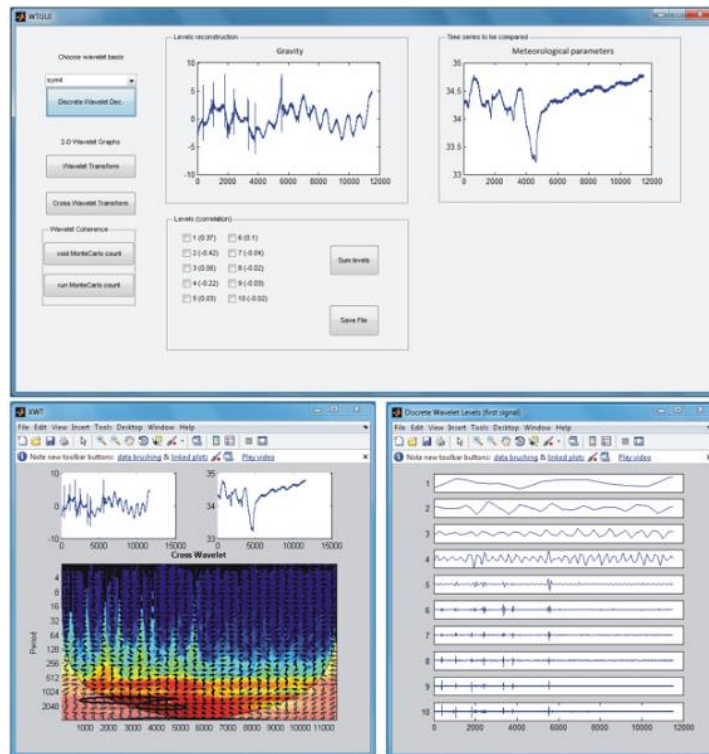 WTGUI
Choose wavelet basis
sym4
Discrete Wavelet Dec.
2-D Wavelet Graphs
Wavelet Transform
Cross Wavelet Transform
Wavelet Coherence
void MonteCarlo count
run MonteCarlo count
Levels reconstruction
Gravity
10
5
0
-5
-10
0 2000 4000 6000 8000 10000 12000
Time series to be compared
Meteorological parameters
35
34.5
34
33.5
33
0 2000 4000 6000 8000 10000 12000
Levels (correlation)
1 (0.37) 6 (0.1)
2 (-0.42) 7 (-0.04)
3 (0.06) 8 (-0.02)
4 (-0.22) 9 (-0.03)
5 (0.03) 10 (-0.02)
Sum levels
Save File
XWT
File Edit View Insert Tools Desktop Window Help
Note new toolbar buttons: data brushing & linked plots Play video
10
0
-10
0 5000 10000 15000
35
34
33
0 5000 10000 15000
Cross Wavelet
Period
4
8
16
32
64
128
256
512
1024
2048
1000 2000 3000 4000 5000 6000 7000 8000 9000 10000 11000
Discrete Wavelet Levels (first signal)
File Edit View Insert Tools Desktop Window Help
Note new toolbar buttons: data brushing & linked plots Play video
1
2
3
4
5
6
7
8
9
10
0 2000 4000 6000 8000 10000 12000